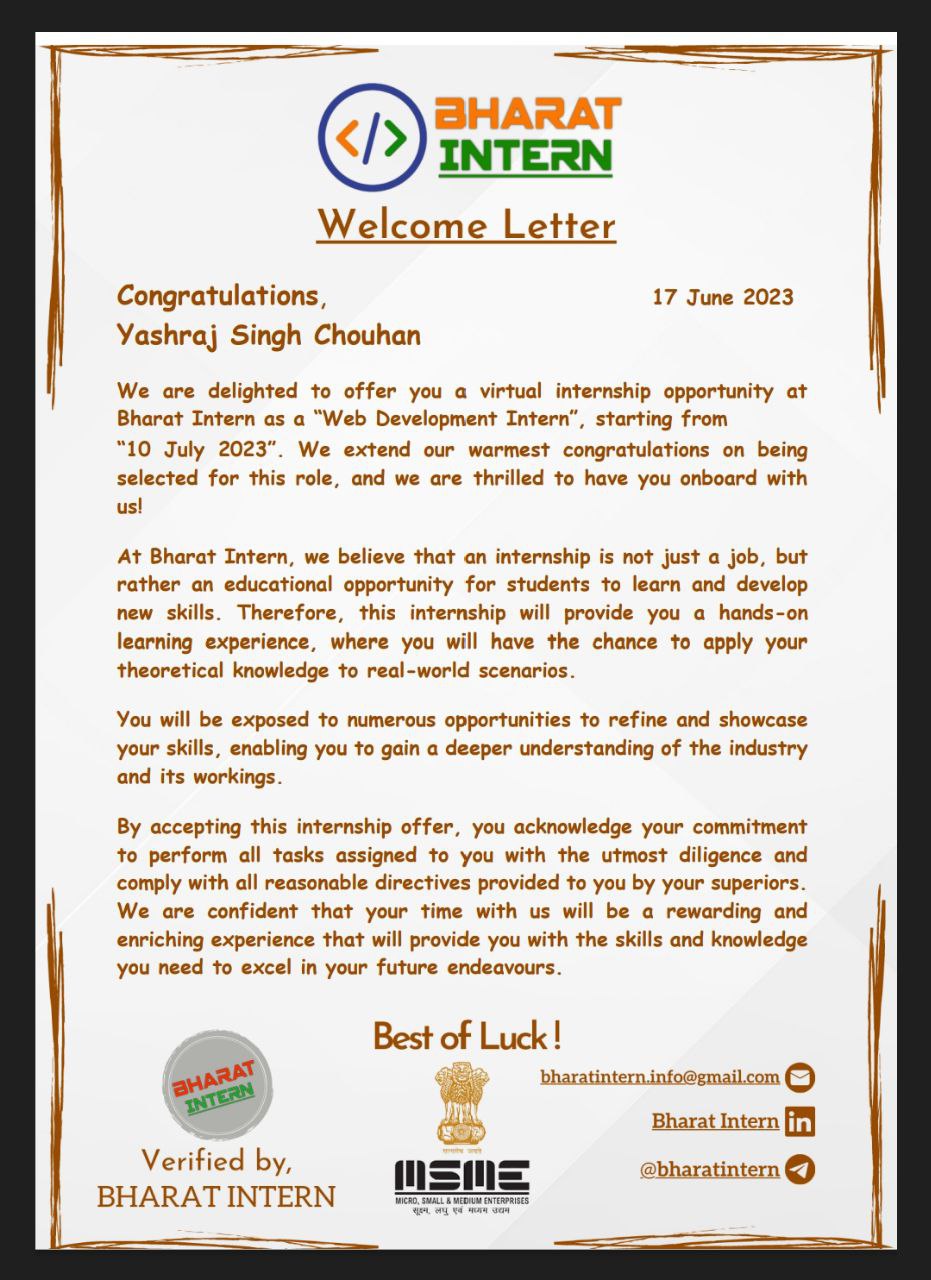 </>
BHARAT
INTERN
Welcome Letter
Congratulations,
17 June 2023
Yashraj Singh Chouhan
We are delighted to offer you a virtual internship opportunity at
Bharat Intern as a “Web Development Intern”, starting from
“10 July 2023”. We extend our warmest congratulations on being
selected for this role, and we are thrilled to have you onboard with
us!
At Bharat Intern, we believe that an internship is not just a job, but
rather an educational opportunity for students to learn and develop
new skills. Therefore, this internship will provide you a hands-on
learning experience, where you will have the chance to apply your
theoretical knowledge to real-world scenarios.
You will be exposed to numerous opportunities to refine and showcase
your skills, enabling you to gain a deeper understanding of the industry
and its workings.
By accepting this internship offer, you acknowledge your commitment
to perform all tasks assigned to you with the utmost diligence and
comply with all reasonable directives provided to you by your superiors.
We are confident that your time with us will be a rewarding and
enriching experience that will provide you with the skills and knowledge
you need to excel in your future endeavours.
Best of Luck !
BHARAT
INTERN
Verified by,
BHARAT INTERN
सत्यमेव जयते
MSME
MICRO, SMALL & MEDIUM ENTERPRISES
सूक्ष्म, लघु एवं मध्यम उद्यम
bharatintern.info@gmail.com
Bharat Intern in
@bharatintern